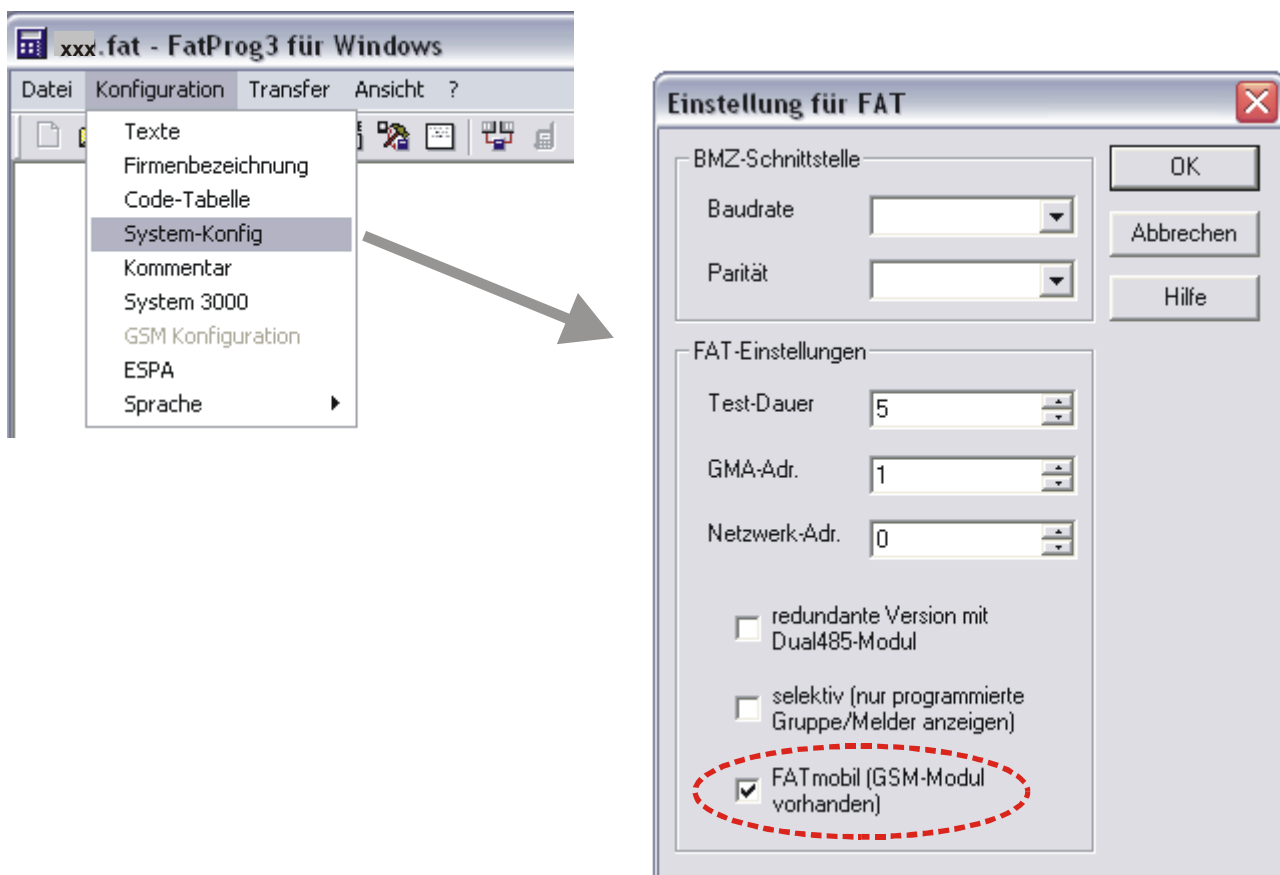 xxx.fat - FatProg3 für Windows
Datei Konfiguration Transfer Ansicht ?
Texte
Firmenbezeichnung
Code-Tabelle
System-Konfig
Kommentar
System 3000
GSM Konfiguration
ESPA
Sprache
Einstellung für FAT
BMZ-Schnittstelle
Baudrate
Parität
OK
Abbrechen
Hilfe
FAT-Einstellungen
Test-Dauer 5
GMA-Adr. 1
Netzwerk-Adr. 0
redundante Version mit
Dual485-Modul
selektiv (nur programmierte
Gruppe/Melder anzeigen)
FATmobil (GSM-Modul
vorhanden)